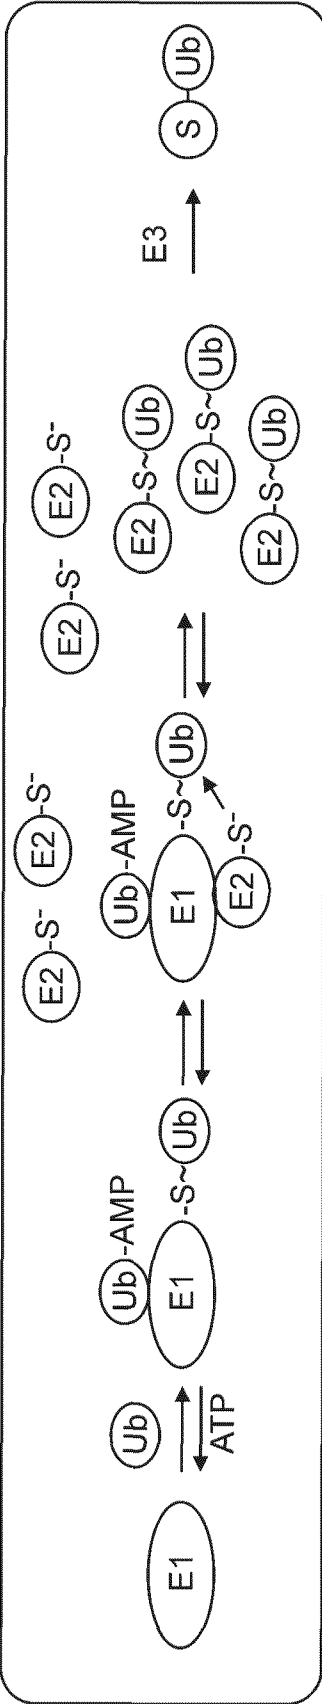 E1
Ub
ATP
Ub -AMP
E1 -S~ Ub
E2 -S⁻
E2 -S⁻
Ub -AMP
E1 -S~ Ub
E2 -S⁻
E2 -S⁻
E2 -S⁻
E2 -S~ Ub
E2 -S~ Ub
E2 -S~ Ub
E3
S Ub